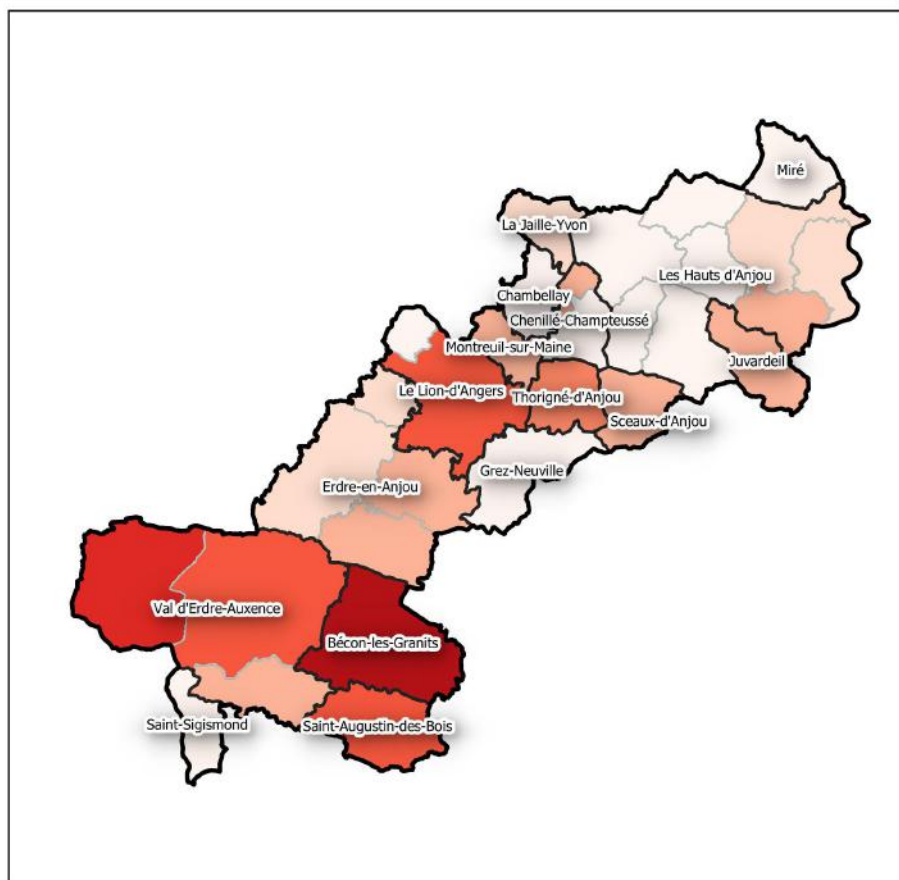 Miré
La Jaille-Yvon
Les Hauts d'Anjou
Chambellay
Chenillé-Champteussé
Montreuil-sur-Maine
Juvardeil
Le Lion-d'Angers
Thorigné-d'Anjou
Sceaux-d'Anjou
Grez-Neuville
Erdre-en-Anjou
Val d'Erdre-Auxence
Bécon-les-Granits
Saint-Sigismond
Saint-Augustin-des-Bois